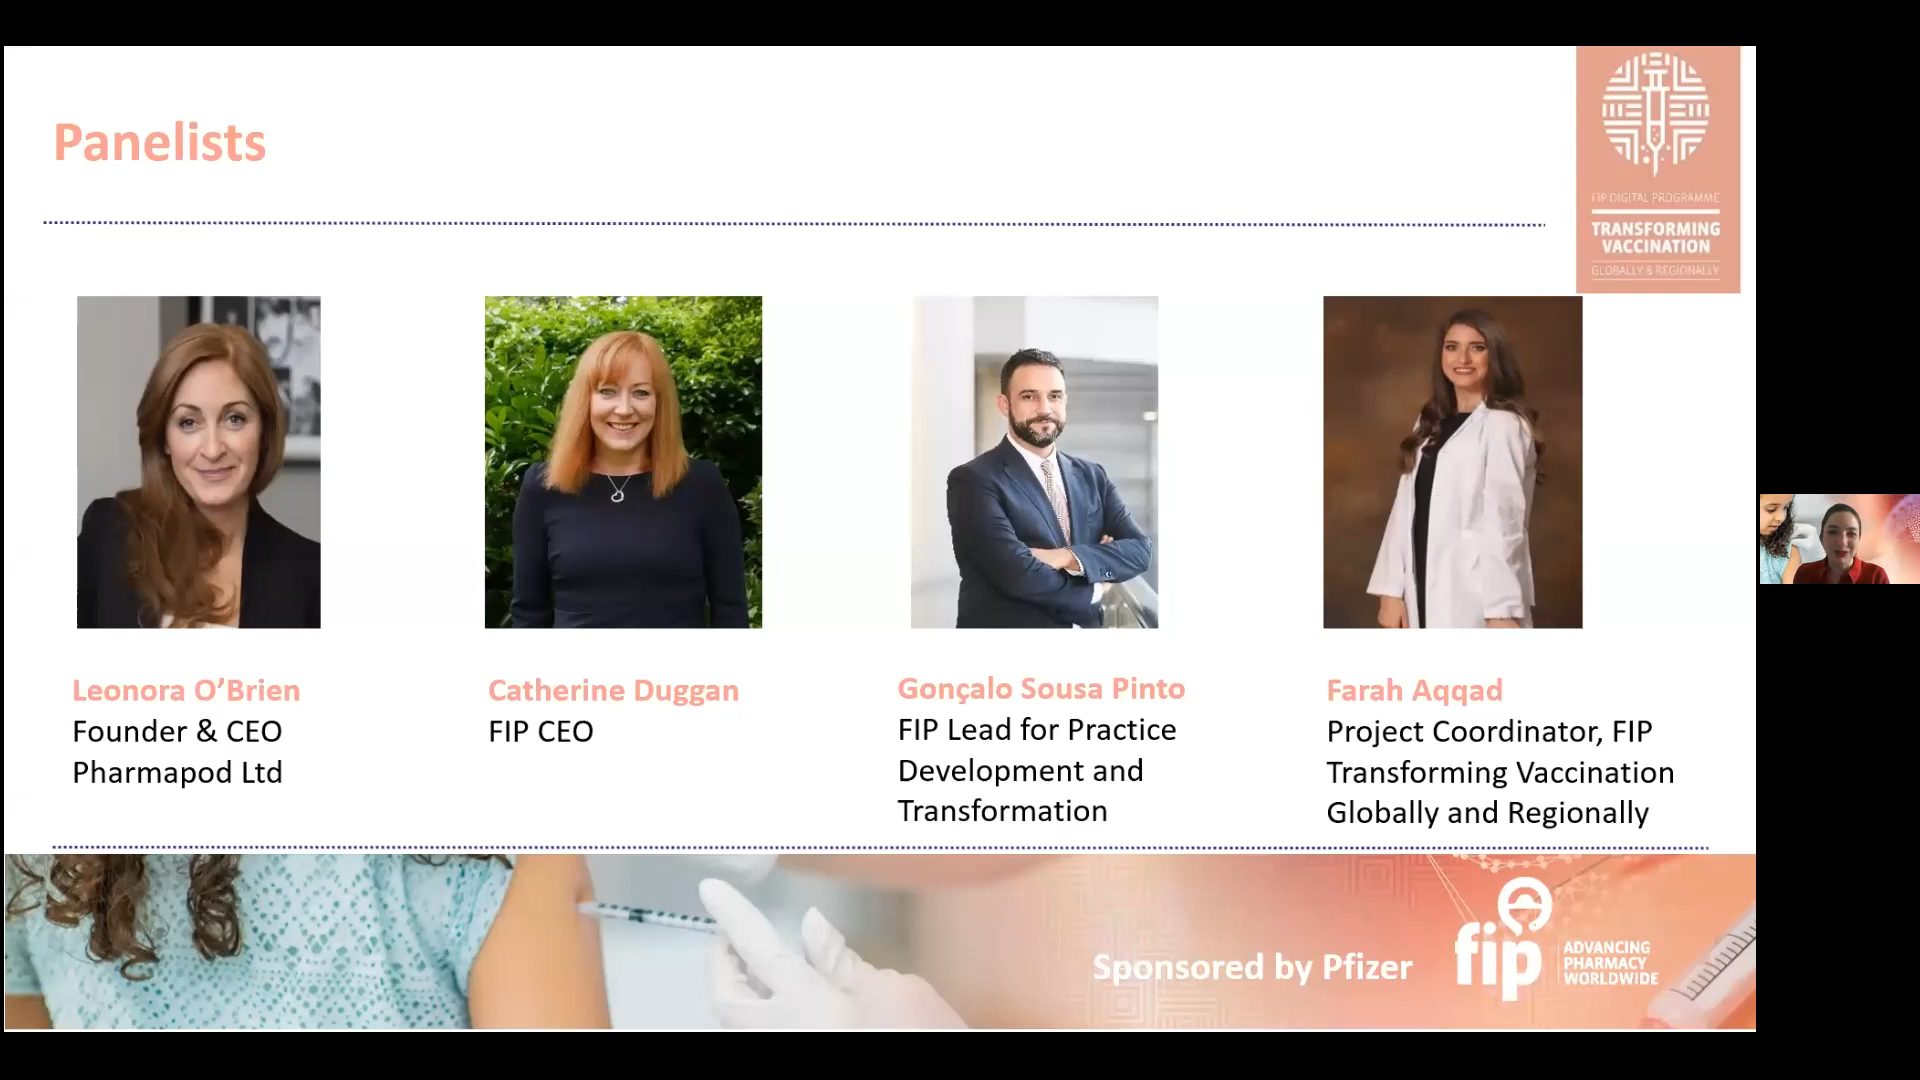 Panelists
FIP DIGITAL PROGRAMME
TRANSFORMING
VACCINATION
GLOBALLY & REGIONALLY
Leonora O’Brien
Founder & CEO
Pharmapod Ltd
Catherine Duggan
FIP CEO
Gonçalo Sousa Pinto
FIP Lead for Practice
Development and
Transformation
Farah Aqqad
Project Coordinator, FIP
Transforming Vaccination
Globally and Regionally
Sponsored by Pfizer
fip
ADVANCING
PHARMACY
WORLDWIDE